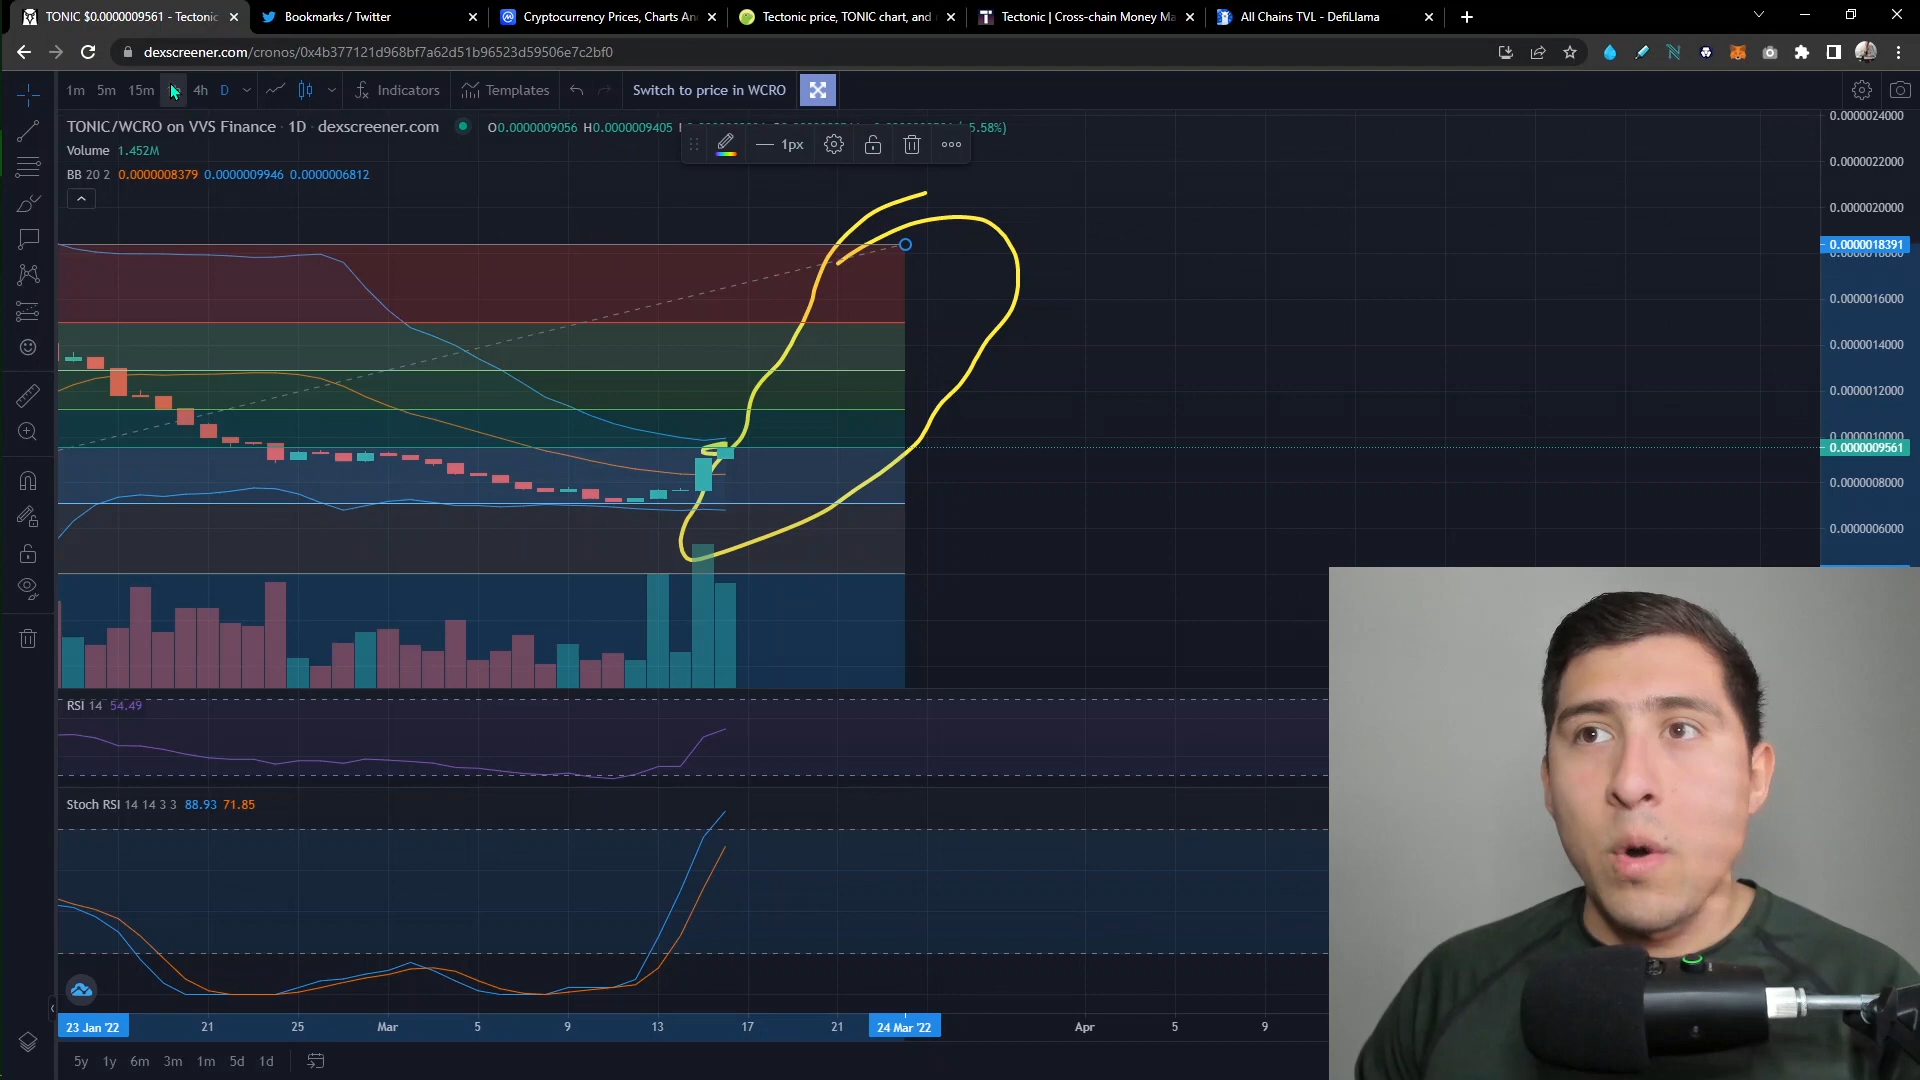 TONIC $0.0000009561 - Tectonic
Bookmarks / Twitter
Cryptocurrency Prices, Charts An
Tectonic price, TONIC chart, and
Tectonic | Cross-chain Money Ma
All Chains TVL - DefiLlama
dexscreener.com/cronos/0x4b377121d968bf7a62d51b96523d59506e7c2bf0
1m 5m 15m 4h D Indicators Templates Switch to price in WCRO
TONIC/WCRO on VVS Finance · 1D · dexscreener.com O0.0000009056 H0.0000009405 5.58%)
1px
Volume 1.452M
BB 20 2 0.0000008379 0.0000009946 0.0000006812
0.0000024000
0.0000022000
0.0000020000
0.0000018391
0.0000018000
0.0000016000
0.0000014000
0.0000012000
0.0000010000
0.0000009561
0.0000008000
0.0000006000
RSI 14 54.49
Stoch RSI 14 14 3 3 88.93 71.85
23 Jan '22 21 25 Mar 5 9 13 17 21 24 Mar '22 Apr 5 9
5y 1y 6m 3m 1m 5d 1d